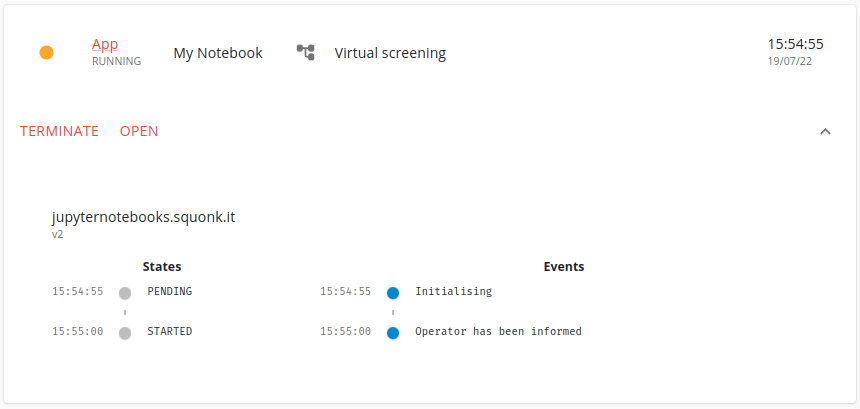 App
RUNNING
My Notebook
Virtual screening
15:54:55
19/07/22
TERMINATE OPEN
jupyternotebooks.squonk.it
v2
States
15:54:55 PENDING
15:55:00 STARTED
Events
15:54:55 Initialising
15:55:00 Operator has been informed